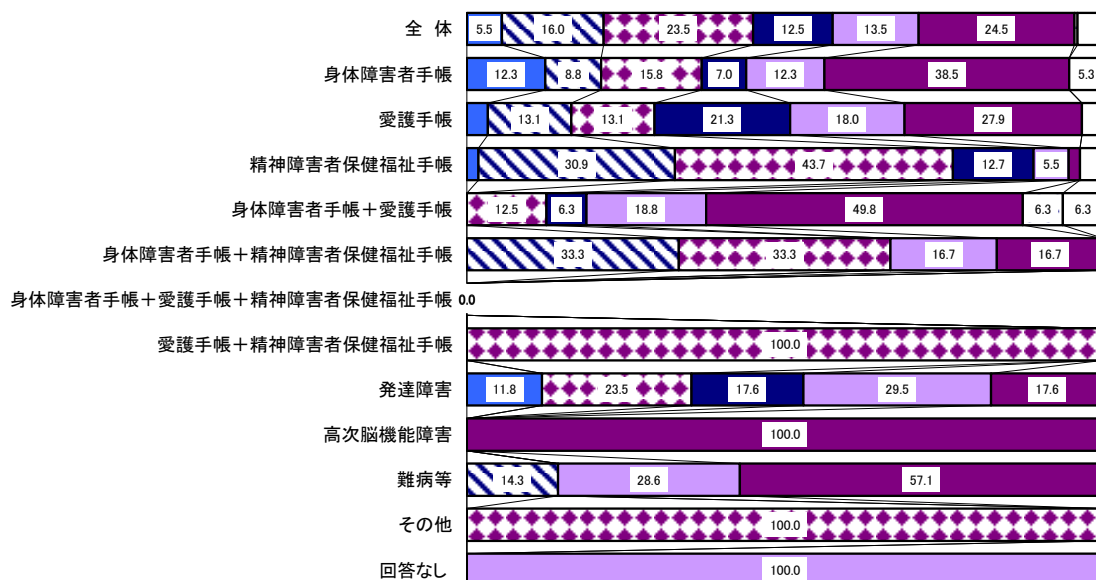 全 体 5.5 16.0 23.5 12.5 13.5 24.5
身体障害者手帳 12.3 8.8 15.8 7.0 12.3 38.5 5.3
愛護手帳 13.1 13.1 21.3 18.0 27.9
精神障害者保健福祉手帳 30.9 43.7 12.7 5.5
身体障害者手帳＋愛護手帳 12.5 6.3 18.8 49.8 6.3 6.3
身体障害者手帳＋精神障害者保健福祉手帳 33.3 33.3 16.7 16.7
身体障害者手帳＋愛護手帳＋精神障害者保健福祉手帳 0.0
愛護手帳＋精神障害者保健福祉手帳 100.0
発達障害 11.8 23.5 17.6 29.5 17.6
高次脳機能障害 100.0
難病等 14.3 28.6 57.1
その他 100.0
回答なし 100.0